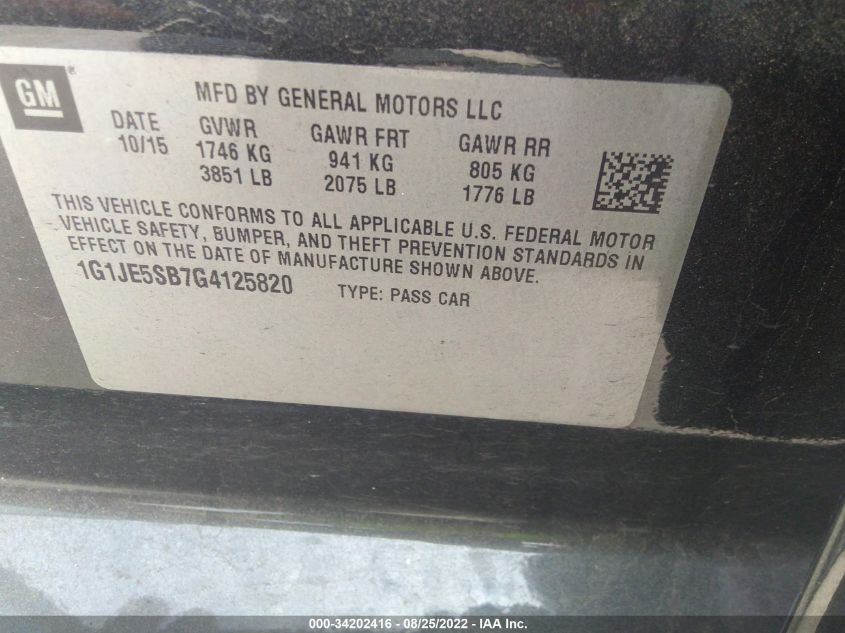 GM
MFD BY GENERAL MOTORS LLC
DATE GVWR GAWR FRT GAWR RR
10/15 1746 KG 941 KG 805 KG
3851 LB 2075 LB 1776 LB
THIS VEHICLE CONFORMS TO ALL APPLICABLE U.S. FEDERAL MOTOR
VEHICLE SAFETY, BUMPER, AND THEFT PREVENTION STANDARDS IN
EFFECT ON THE DATE OF MANUFACTURE SHOWN ABOVE.
1G1JE5SB7G4125820 TYPE: PASS CAR
000-34202416 - 08/25/2022 - IAA Inc.